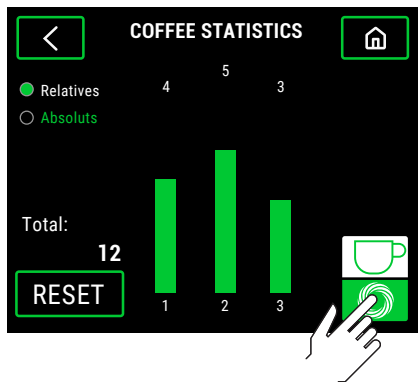 COFFEE STATISTICS
Relatives
Absoluts
4
5
3
Total:
12
RESET
1
2
3